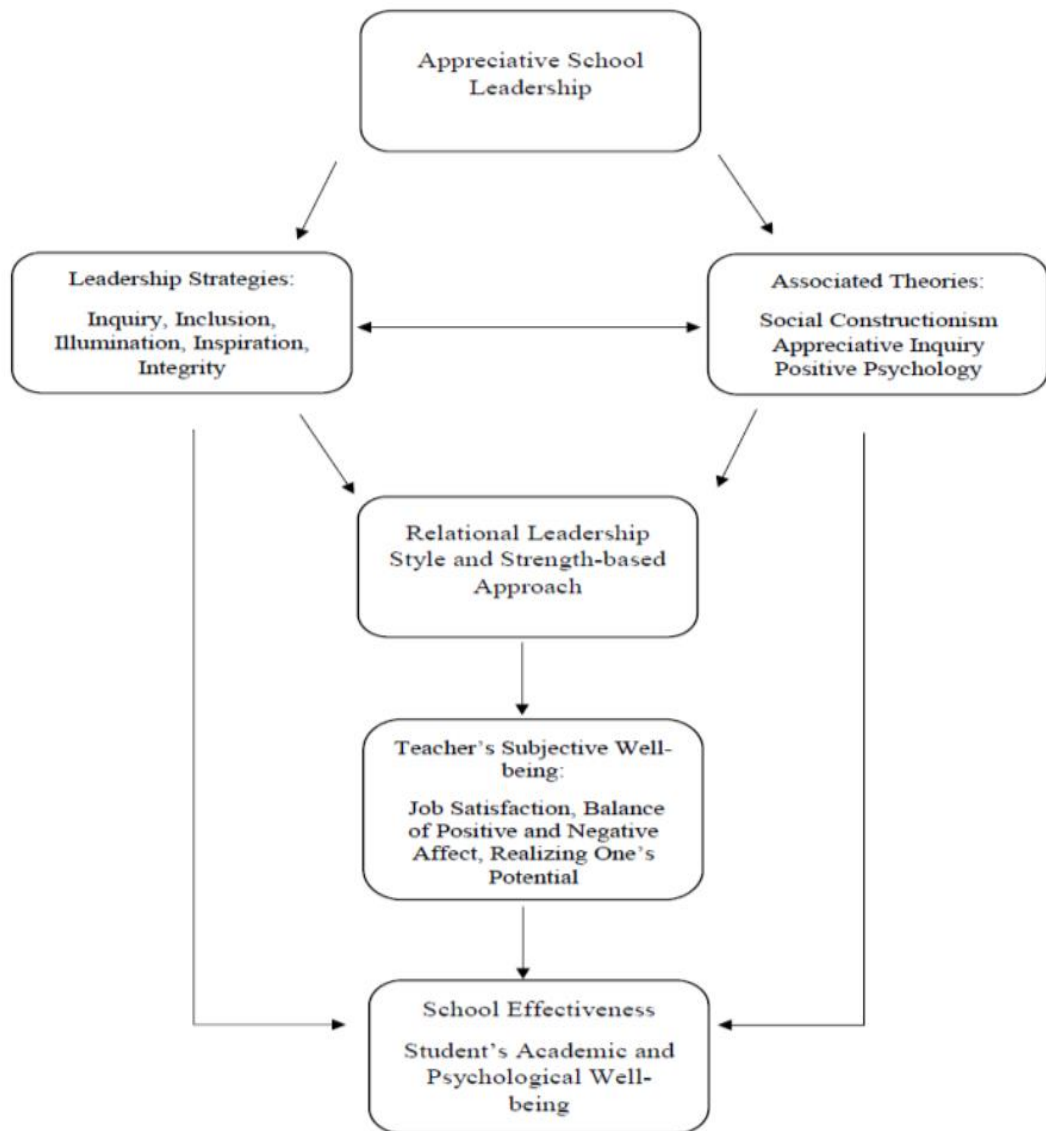 Appreciative School
Leadership
Leadership Strategies:
Inquiry, Inclusion,
Illumination, Inspiration,
Integrity
Associated Theories:
Social Constructionism
Appreciative Inquiry
Positive Psychology
Relational Leadership
Style and Strength-based
Approach
Teacher's Subjective Well-
being:
Job Satisfaction, Balance
of Positive and Negative
Affect, Realizing One's
Potential
School Effectiveness
Student's Academic and
Psychological Well-
being